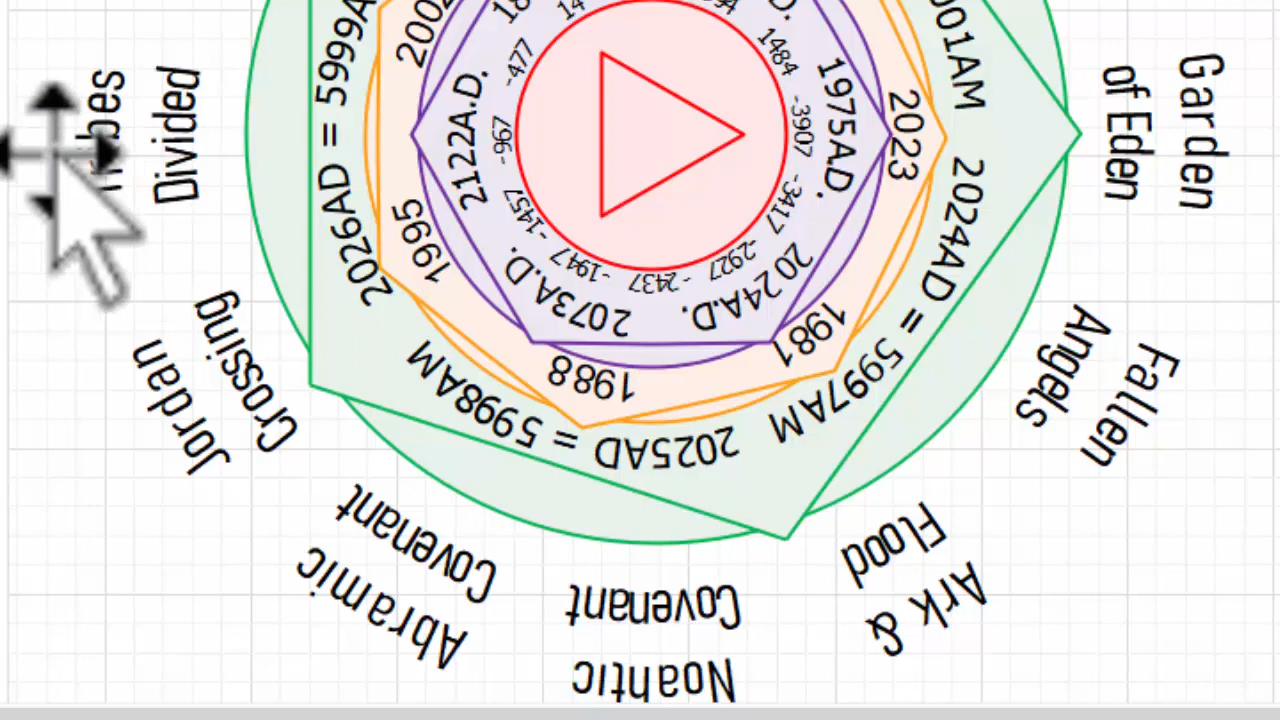 Garden
of Eden
Fallen
Angels
Ark &
Flood
Noahtic
Covenant
Abramic
Covenant
Jordan
Crossing
Divided
2024AD = 5997AM
2025AD = 5998AM
2026AD = 5999A
001AM
2023
1981
1988
1995
2002
1975A.D.
2024A.D.
2073A.D.
2122A.D.
18
D.
1484
-3907
-3417
-2927
-2437
-1947
-1457
-967
-477
14